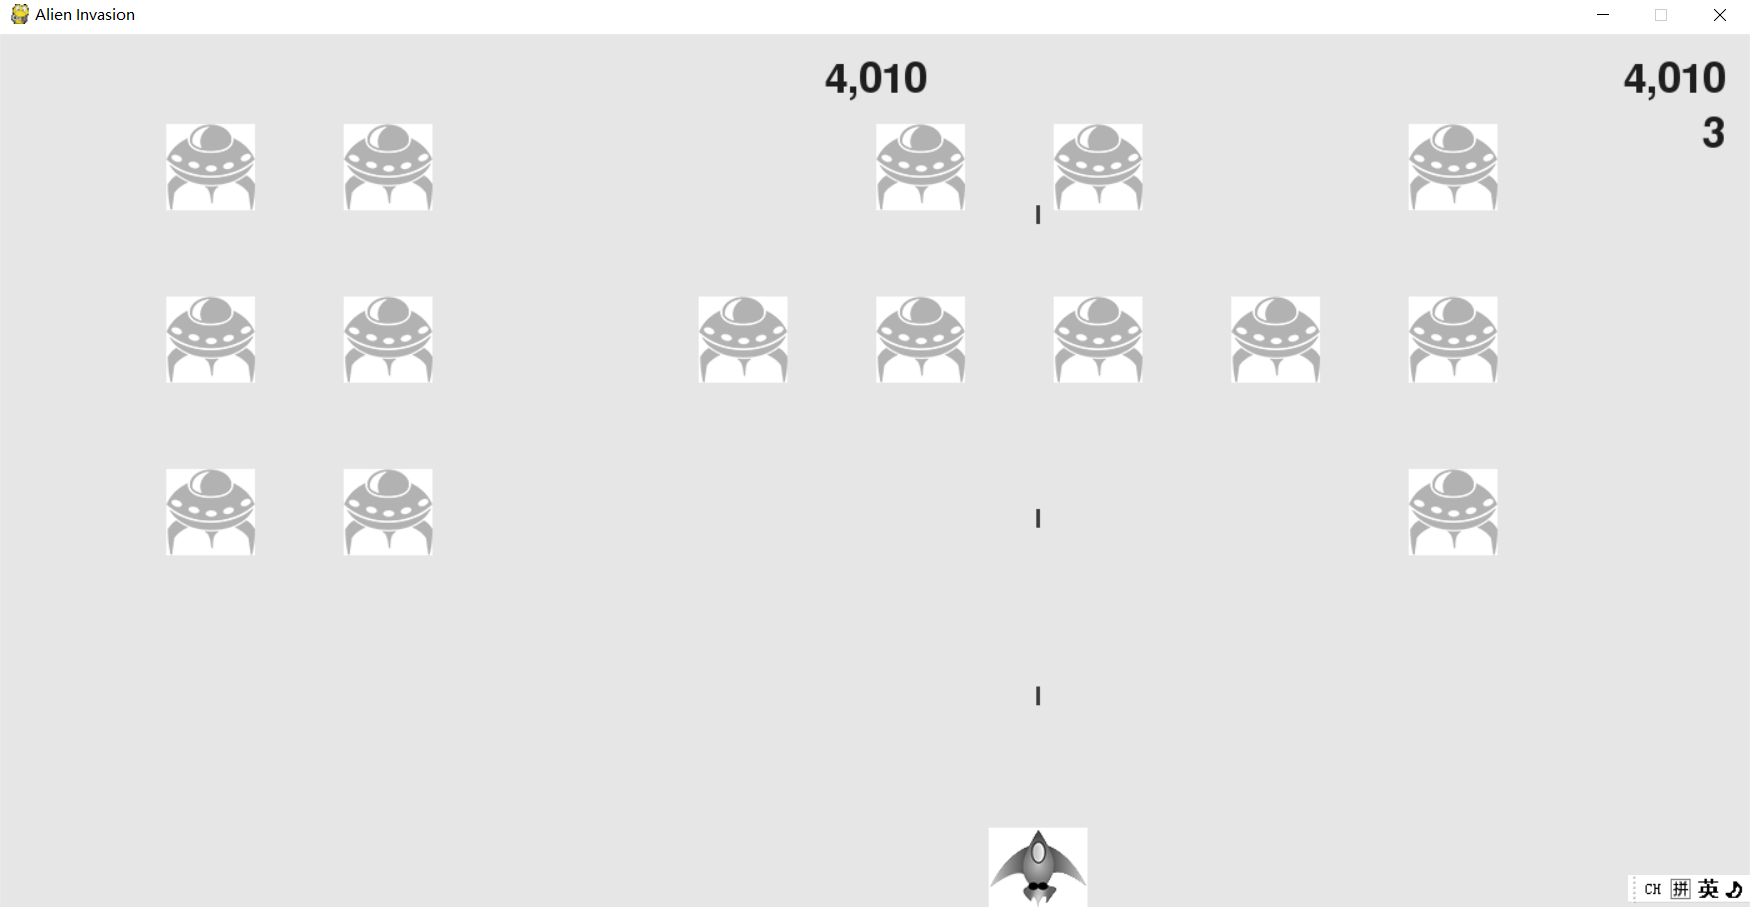 Alien Invasion
4,010
4,010
3
CH 拼 英